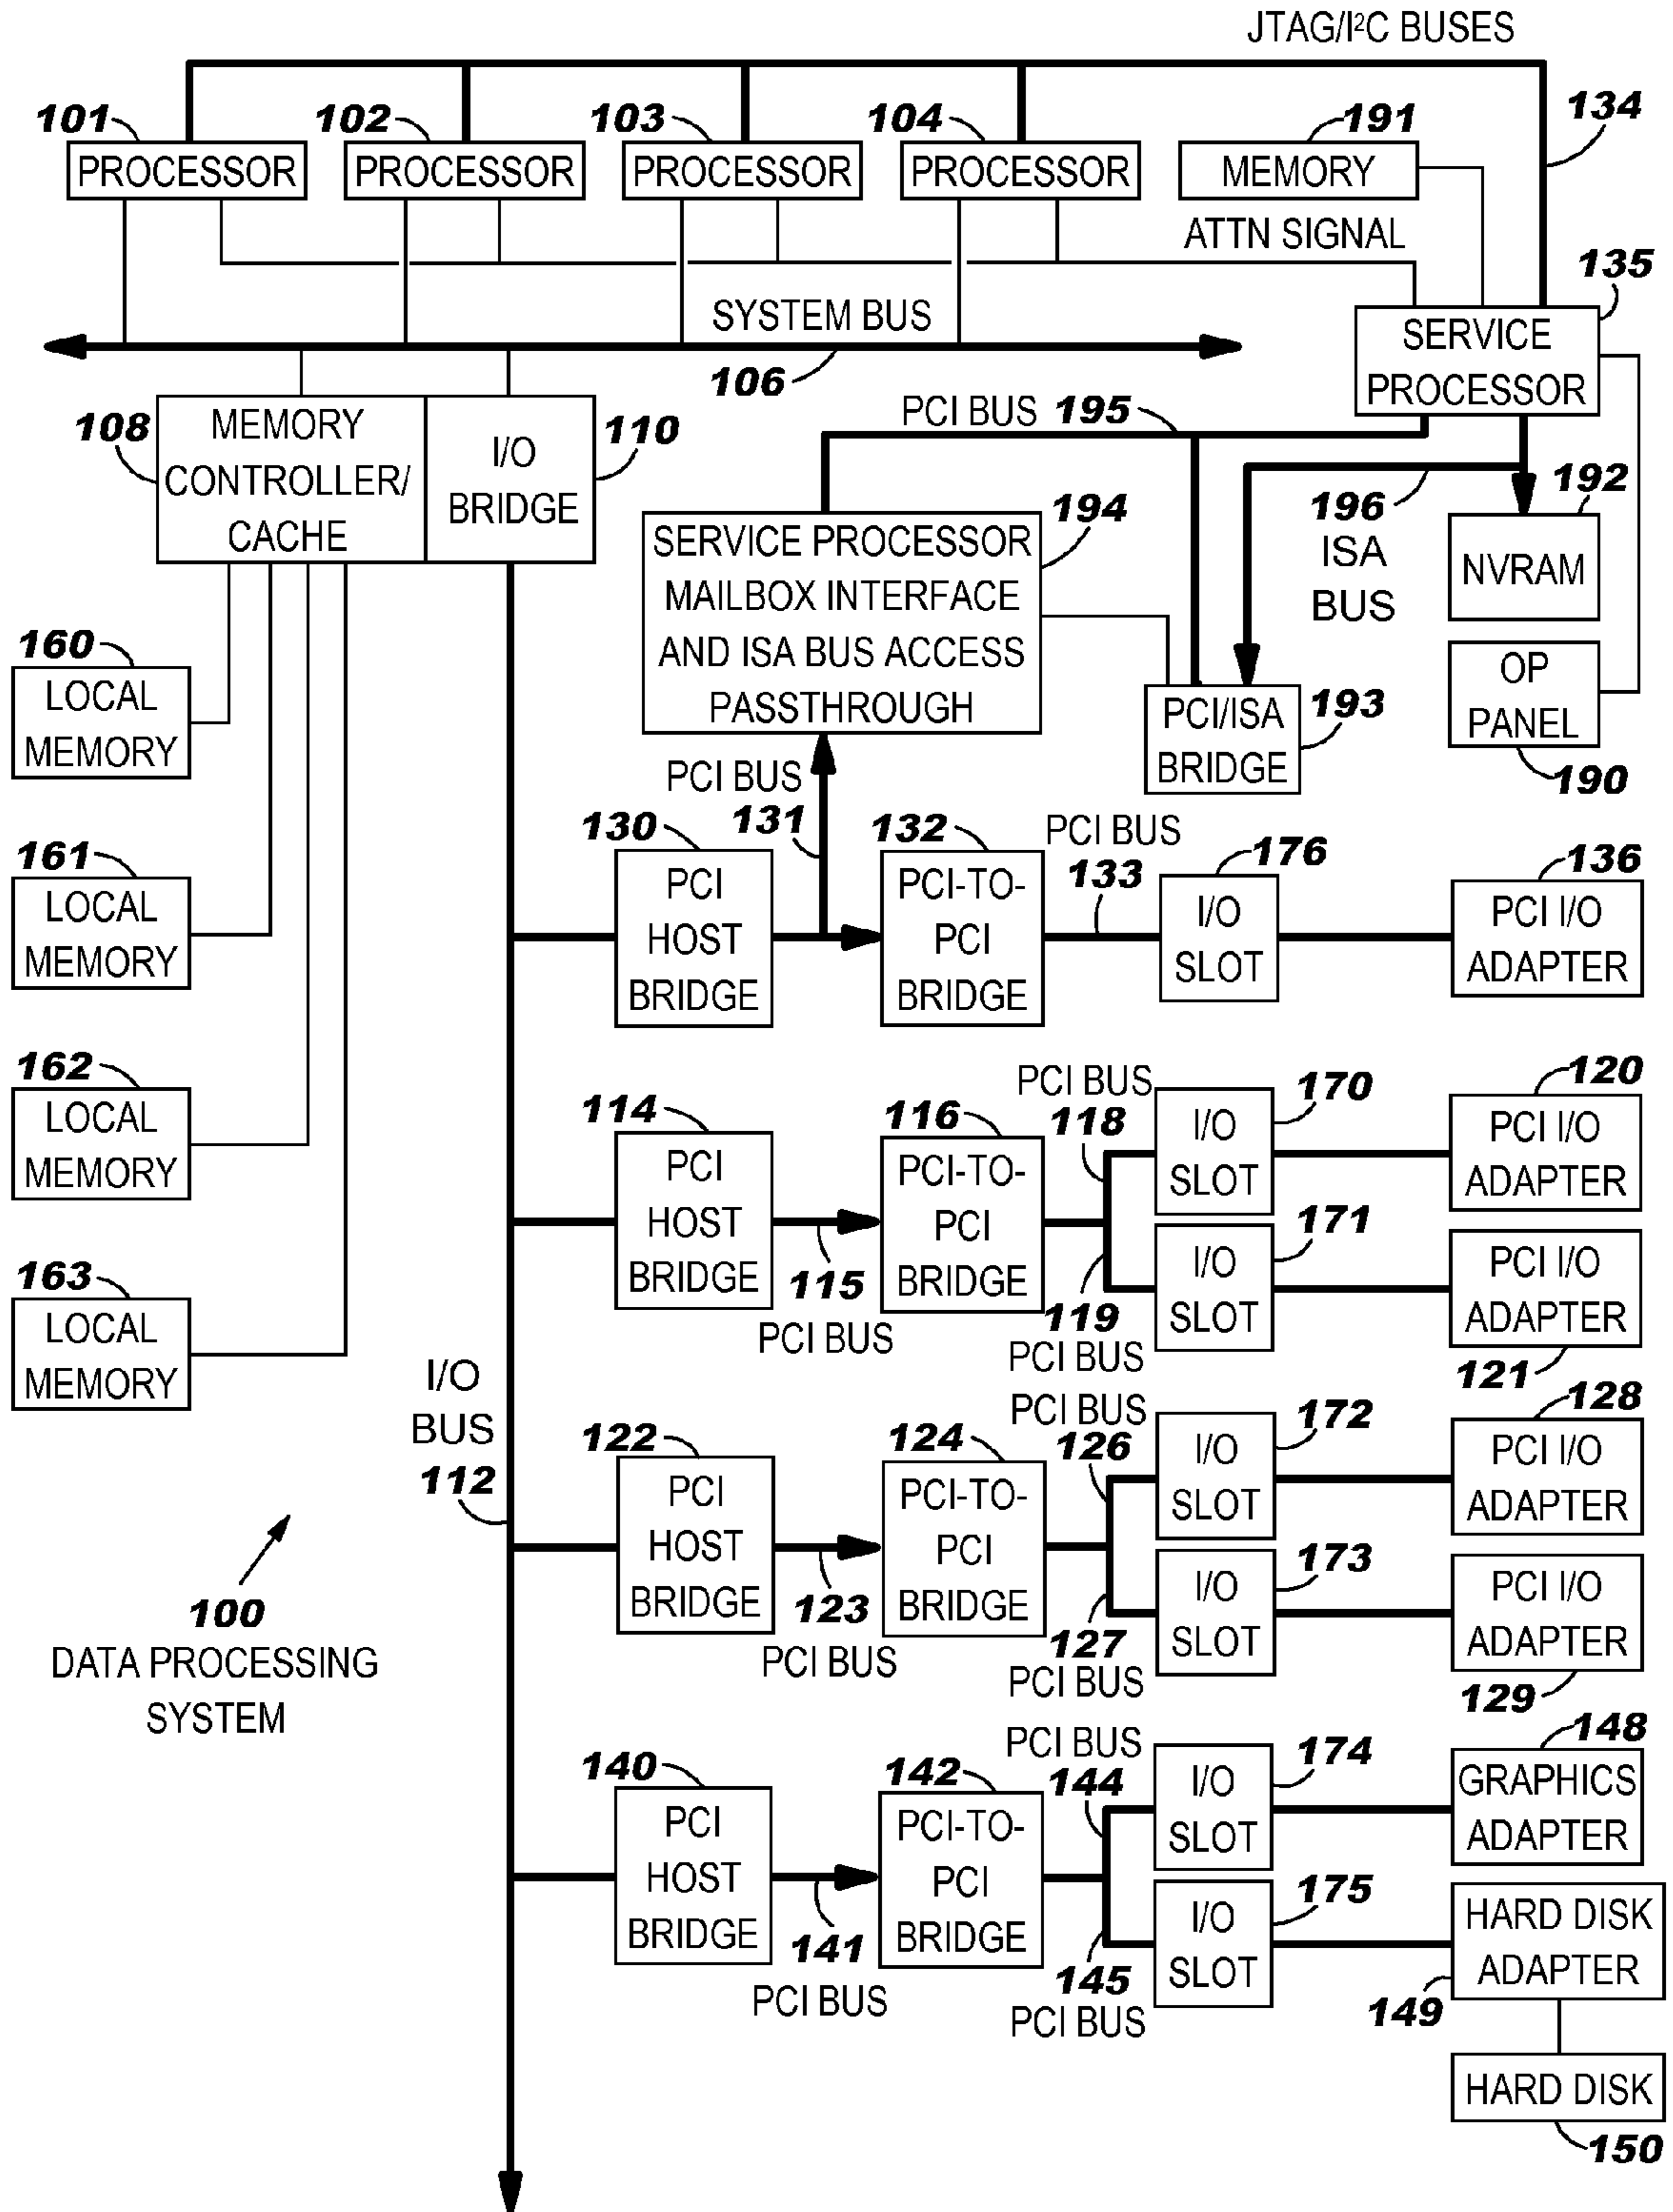 JTAG/I²C BUSES
101
102
103
104
191
134
PROCESSOR
PROCESSOR
PROCESSOR
PROCESSOR
MEMORY
ATTN SIGNAL
135
SYSTEM BUS
106
SERVICE
PROCESSOR
108
MEMORY
CONTROLLER/
CACHE
I/O
BRIDGE
110
PCI BUS 195
194
196
ISA
BUS
192
NVRAM
SERVICE PROCESSOR
MAILBOX INTERFACE
AND ISA BUS ACCESS
PASSTHROUGH
OP
PANEL
190
PCI/ISA
BRIDGE
193
160
LOCAL
MEMORY
161
LOCAL
MEMORY
162
LOCAL
MEMORY
163
LOCAL
MEMORY
PCI BUS
131
130
PCI
HOST
BRIDGE
132
PCI-TO-
PCI
BRIDGE
PCI BUS
133
176
I/O
SLOT
136
PCI I/O
ADAPTER
114
PCI
HOST
BRIDGE
115
PCI BUS
116
PCI-TO-
PCI
BRIDGE
PCI BUS
118
119
PCI BUS
170
I/O
SLOT
171
I/O
SLOT
120
PCI I/O
ADAPTER
PCI I/O
ADAPTER
121
I/O
BUS
112
122
PCI
HOST
BRIDGE
123
PCI BUS
124
PCI-TO-
PCI
BRIDGE
PCI BUS
126
127
PCI BUS
172
I/O
SLOT
173
I/O
SLOT
128
PCI I/O
ADAPTER
PCI I/O
ADAPTER
129
100
DATA PROCESSING
SYSTEM
140
PCI
HOST
BRIDGE
141
PCI BUS
142
PCI-TO-
PCI
BRIDGE
PCI BUS
144
145
PCI BUS
174
I/O
SLOT
175
I/O
SLOT
148
GRAPHICS
ADAPTER
HARD DISK
ADAPTER
149
HARD DISK
150